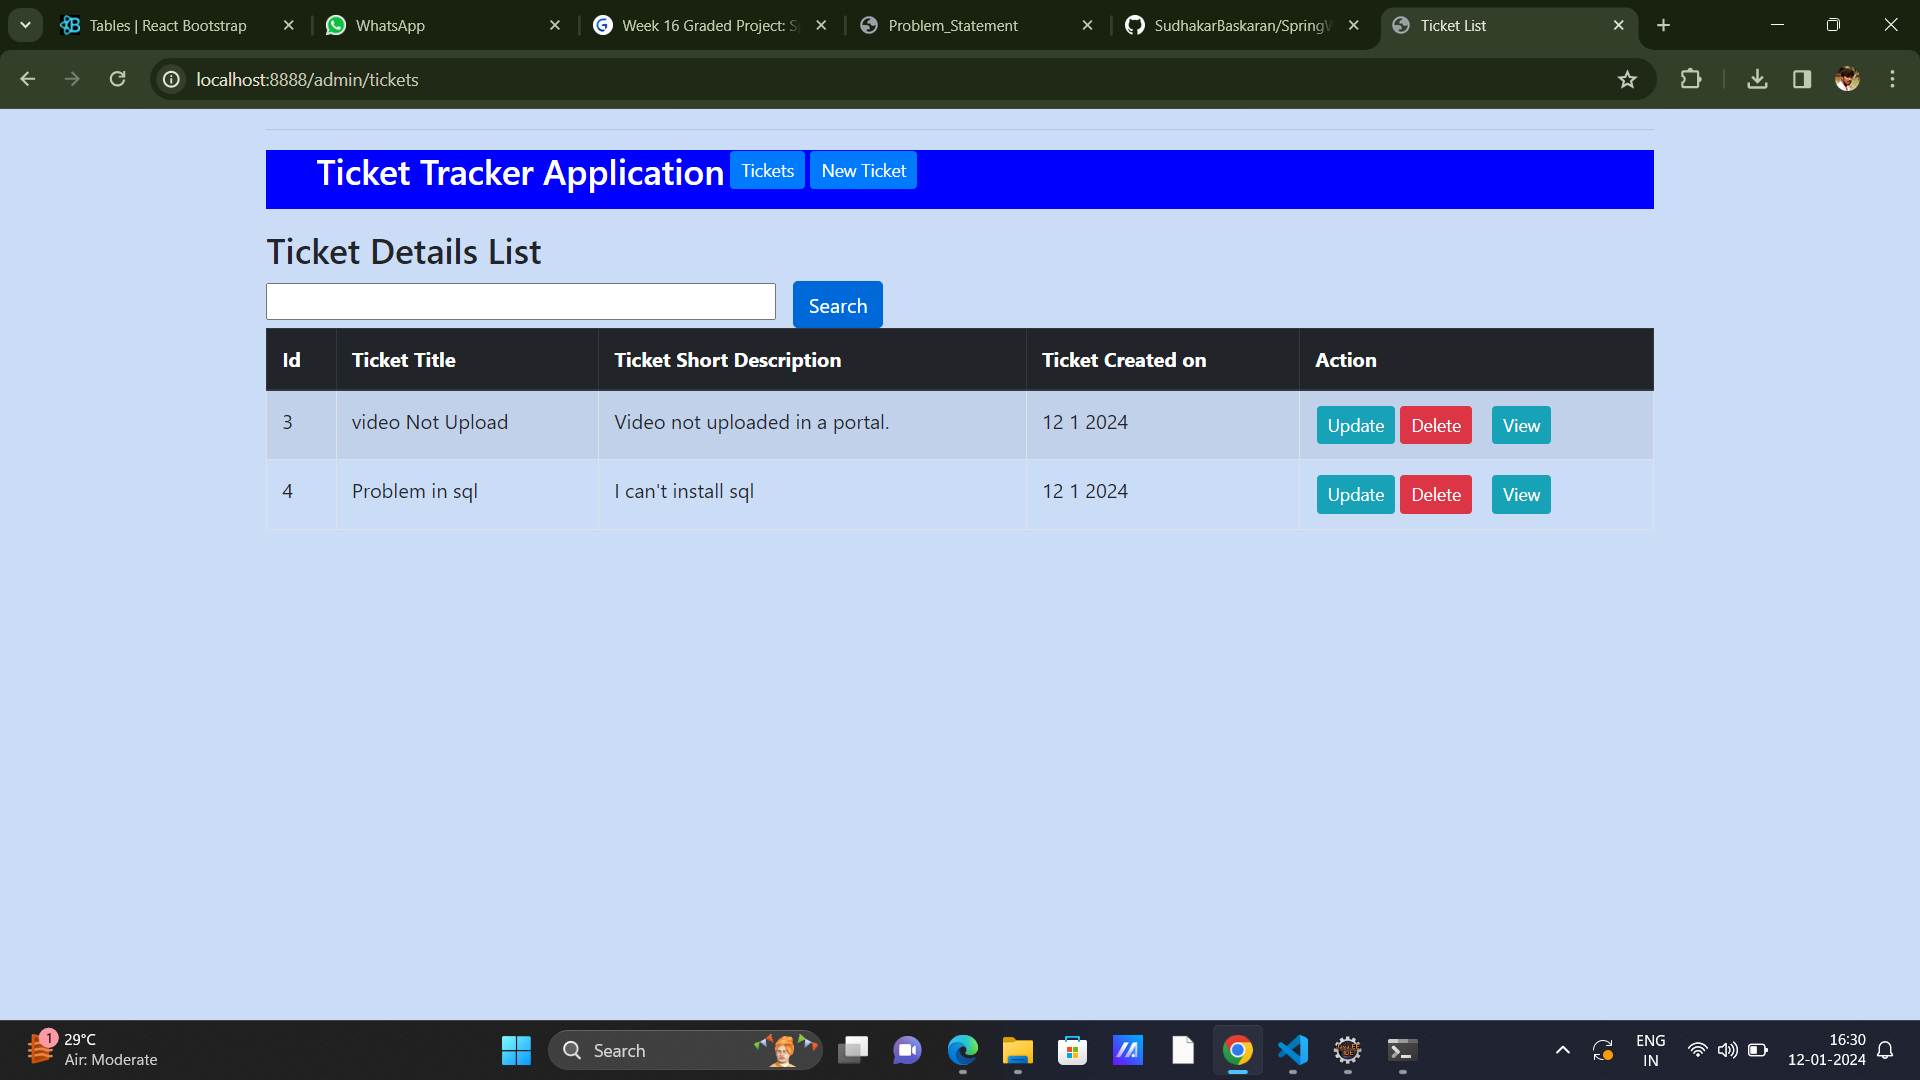 Tables | React Bootstrap
WhatsApp
Week 16 Graded Project: S
Problem_Statement
SudhakarBaskaran/SpringW
Ticket List
localhost:8888/admin/tickets
Ticket Tracker Application Tickets New Ticket
Ticket Details List
Search
Id Ticket Title Ticket Short Description Ticket Created on Action
3 video Not Upload Video not uploaded in a portal. 12 1 2024 Update Delete View
4 Problem in sql I can't install sql 12 1 2024 Update Delete View
1
29°C
Air: Moderate
Search
ENG
IN
16:30
12-01-2024